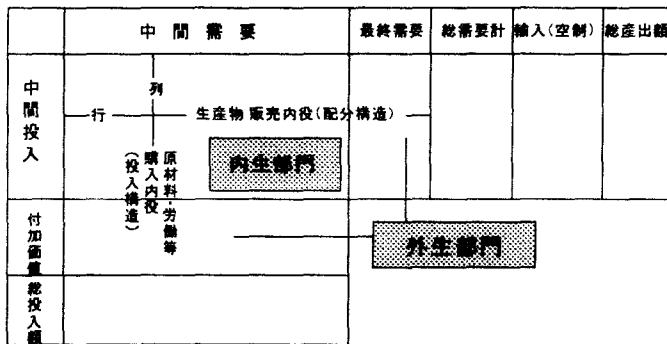 中間需要
最終需要
総需要計
輸入(空制)
総産出額
中間投入
列
行
生産物 販売内役(配分構造)
内生部門
原材料·労働等
購入内役
(投入構造)
付加価値
外生部門
総投入額